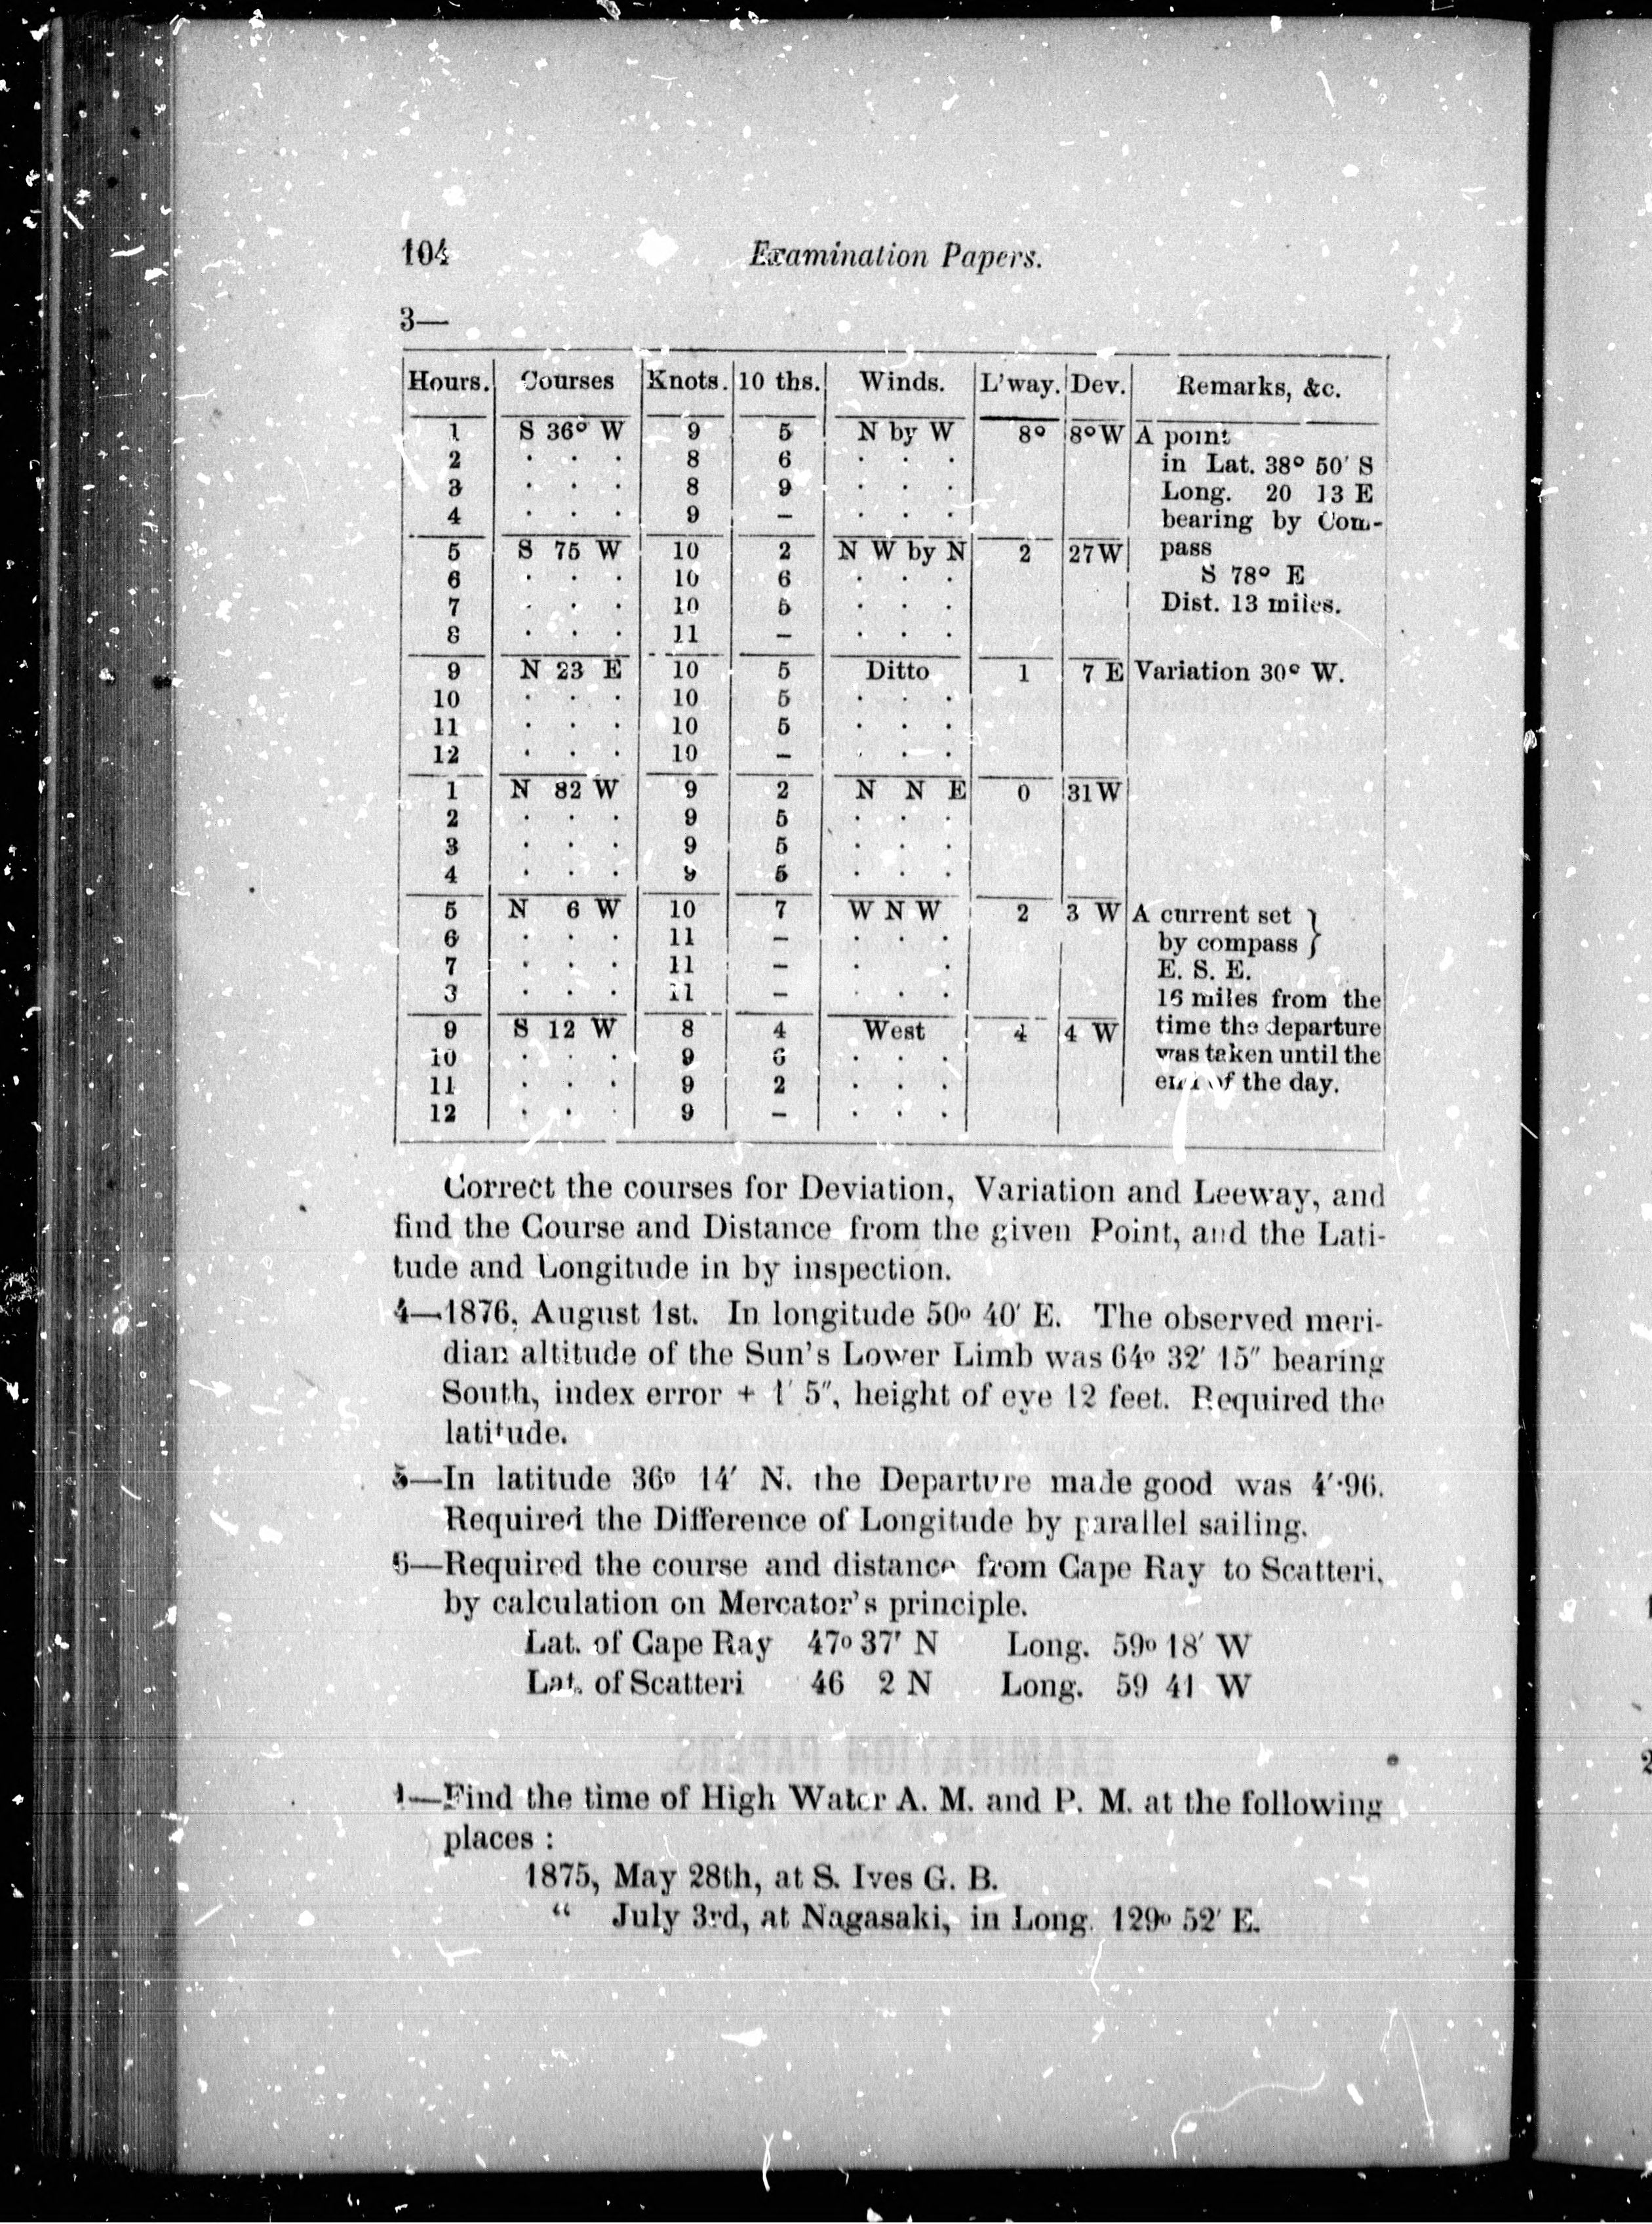 104 Examination Papers.
3—
Hours. Courses Knots. 10 ths. Winds. L'way. Dev. Remarks, &c.
1 S 36° W 9 5 N by W 8° 8° W A point
2 . . . 8 6 . . . in Lat. 38° 50′ S
3 . . . 8 9 . . . Long. 20 13 E
4 . . . 9 – . . . bearing by Com-
5 S 75 W 10 2 N W by N 2 27 W pass
6 . . . 10 6 . . . S 78° E
7 . . . 10 5 . . . Dist. 13 miles.
8 . . . 11 – . . .
9 N 23 E 10 5 Ditto 1 7 E Variation 30° W.
10 . . . 10 5 . . .
11 . . . 10 5 . . .
12 . . . 10 – . . .
1 N 82 W 9 2 N N E 0 31 W
2 . . . 9 5 . . .
3 . . . 9 5 . . .
4 . . . 9 5 . . .
5 N 6 W 10 7 W N W 2 3 W A current set }
6 . . . 11 – . . . by compass }
7 . . . 11 – . . E. S. E.
8 . . . 11 – . . . 16 miles from the
9 S 12 W 8 4 West 4 4 W time the departure
10 . . . 9 6 . . . was taken until the
11 . . . 9 2 . . . end of the day.
12 . . . 9 – . . .
Correct the courses for Deviation, Variation and Leeway, and
find the Course and Distance from the given Point, and the Lati-
tude and Longitude in by inspection.
4—1876, August 1st. In longitude 50° 40′ E. The observed meri-
dian altitude of the Sun's Lower Limb was 64° 32′ 15″ bearing
South, index error + 1′ 5″, height of eye 12 feet. Required the
latitude.
5—In latitude 36° 14′ N. the Departure made good was 4′·96.
Required the Difference of Longitude by parallel sailing.
6—Required the course and distance from Cape Ray to Scatteri,
by calculation on Mercator's principle.
Lat. of Cape Ray 47° 37′ N Long. 59° 18′ W
Lat. of Scatteri 46 2 N Long. 59 41 W
1—Find the time of High Water A. M. and P. M. at the following
places :
1875, May 28th, at S. Ives G. B.
“ July 3rd, at Nagasaki, in Long. 129° 52′ E.